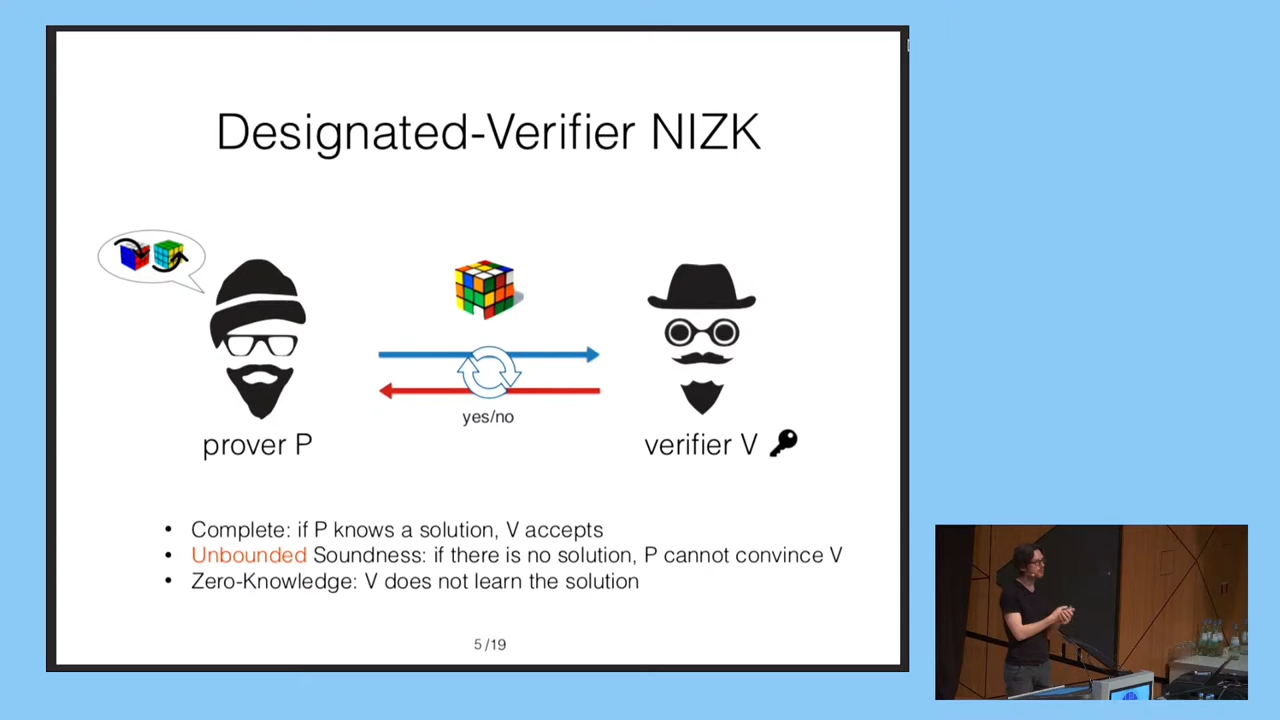 Designated-Verifier NIZK
yes/no
prover P
verifier V
• Complete: if P knows a solution, V accepts
• Unbounded Soundness: if there is no solution, P cannot convince V
• Zero-Knowledge: V does not learn the solution
5 /19